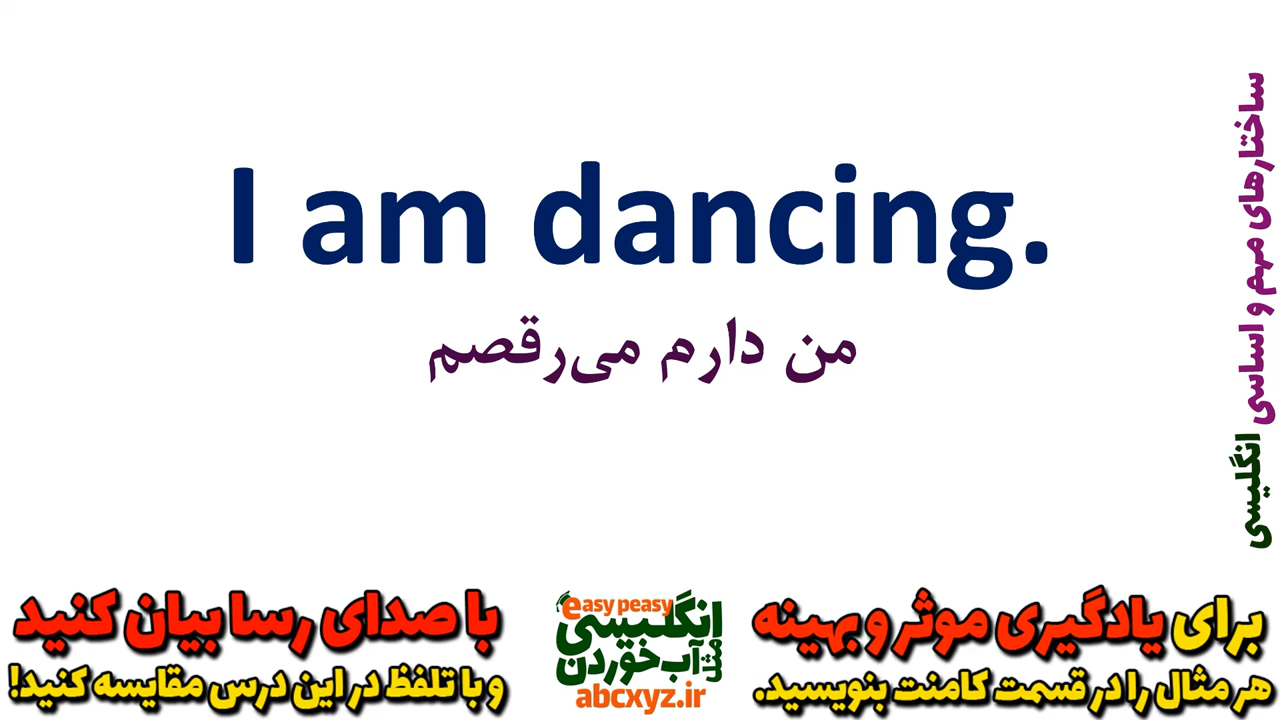 I am dancing.
من دارم می‌رقصم
ساختارهای مهم و اساسی انگلیسی
برای یادگیری موثر و بهینه
هر مثال را در قسمت کامنت بنویسید.
easy peasy
انگلیسی
مثل آب خوردن
abcxyz.ir
با صدای رسا بیان کنید
و با تلفظ در این درس مقایسه کنید!